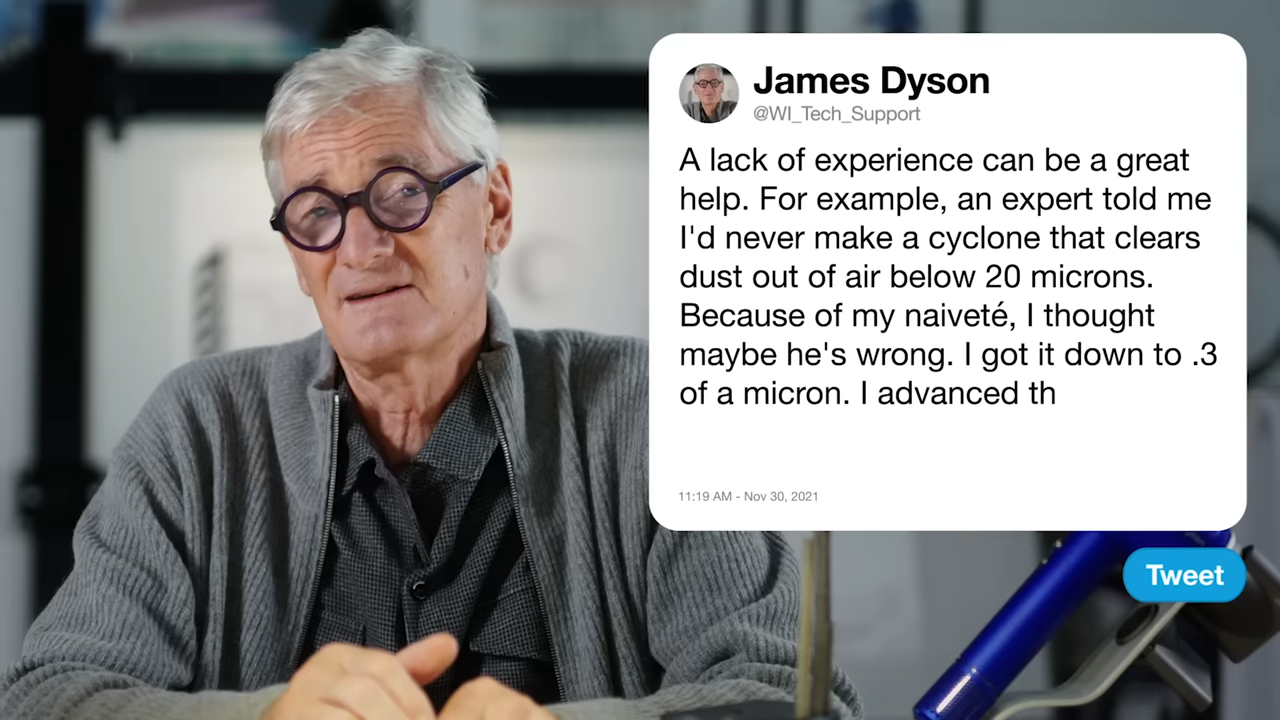 James Dyson
@WI_Tech_Support
A lack of experience can be a great
help. For example, an expert told me
I'd never make a cyclone that clears
dust out of air below 20 microns.
Because of my naiveté, I thought
maybe he's wrong. I got it down to .3
of a micron. I advanced th
11:19 AM - Nov 30, 2021
Tweet